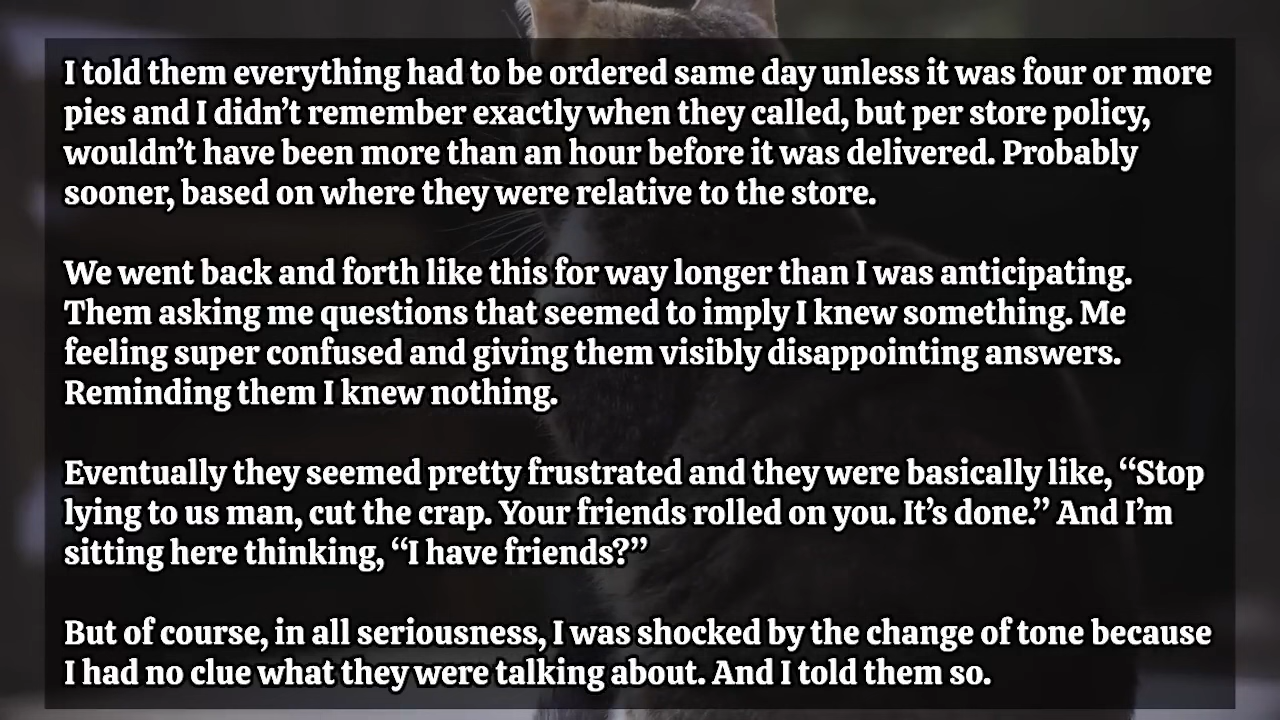 I told them everything had to be ordered same day unless it was four or more
pies and I didn’t remember exactly when they called, but per store policy,
wouldn’t have been more than an hour before it was delivered. Probably
sooner, based on where they were relative to the store.
We went back and forth like this for way longer than I was anticipating.
Them asking me questions that seemed to imply I knew something. Me
feeling super confused and giving them visibly disappointing answers.
Reminding them I knew nothing.
Eventually they seemed pretty frustrated and they were basically like, “Stop
lying to us man, cut the crap. Your friends rolled on you. It’s done.” And I’m
sitting here thinking, “I have friends?”
But of course, in all seriousness, I was shocked by the change of tone because
I had no clue what they were talking about. And I told them so.